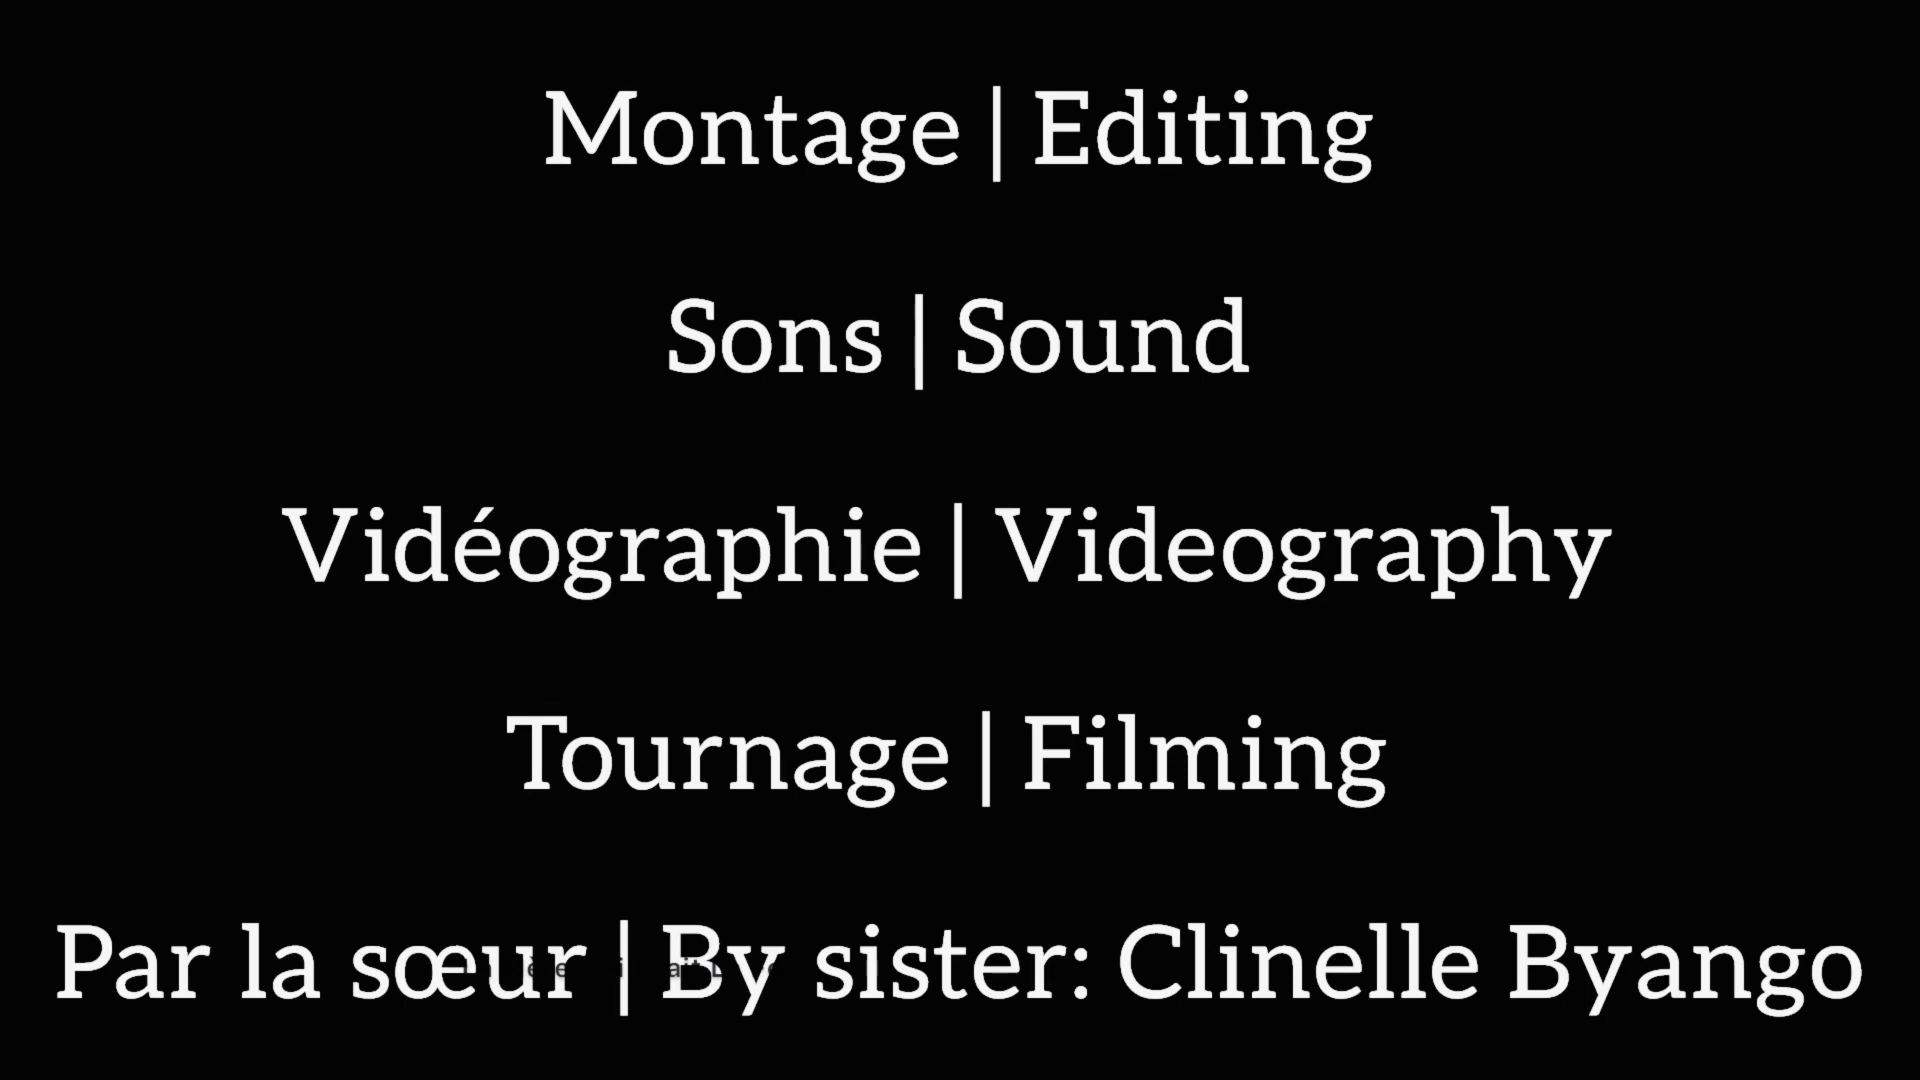 Montage | Editing
Sons | Sound
Vidéographie | Videography
Tournage | Filming
Par la sœur | By sister: Clinelle Byango